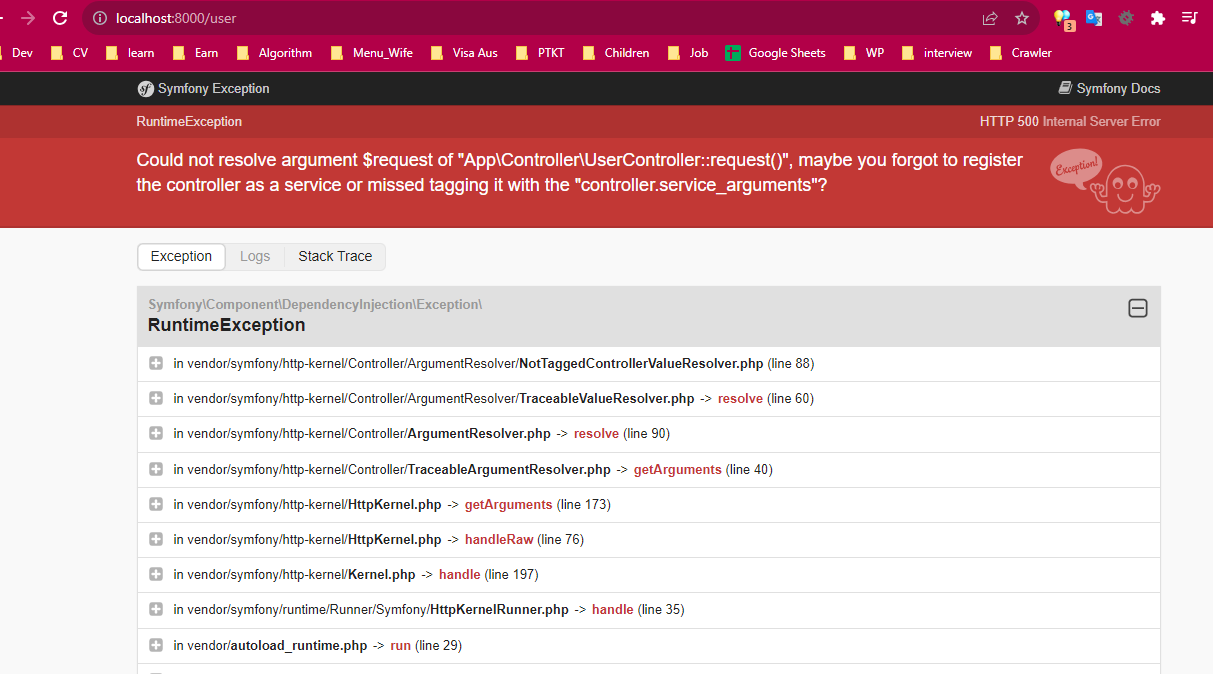 localhost:8000/user
3
Dev CV learn Earn Algorithm Menu_Wife Visa Aus PTKT Children Job Google Sheets WP interview Crawler
sf Symfony Exception Symfony Docs
RuntimeException HTTP 500 Internal Server Error
Could not resolve argument $request of "App\Controller\UserController::request()", maybe you forgot to register
the controller as a service or missed tagging it with the "controller.service_arguments"?
Exception!
Exception Logs Stack Trace
Symfony\Component\DependencyInjection\Exception\
RuntimeException
in vendor/symfony/http-kernel/Controller/ArgumentResolver/NotTaggedControllerValueResolver.php (line 88)
in vendor/symfony/http-kernel/Controller/ArgumentResolver/TraceableValueResolver.php -> resolve (line 60)
in vendor/symfony/http-kernel/Controller/ArgumentResolver.php -> resolve (line 90)
in vendor/symfony/http-kernel/Controller/TraceableArgumentResolver.php -> getArguments (line 40)
in vendor/symfony/http-kernel/HttpKernel.php -> getArguments (line 173)
in vendor/symfony/http-kernel/HttpKernel.php -> handleRaw (line 76)
in vendor/symfony/http-kernel/Kernel.php -> handle (line 197)
in vendor/symfony/runtime/Runner/Symfony/HttpKernelRunner.php -> handle (line 35)
in vendor/autoload_runtime.php -> run (line 29)